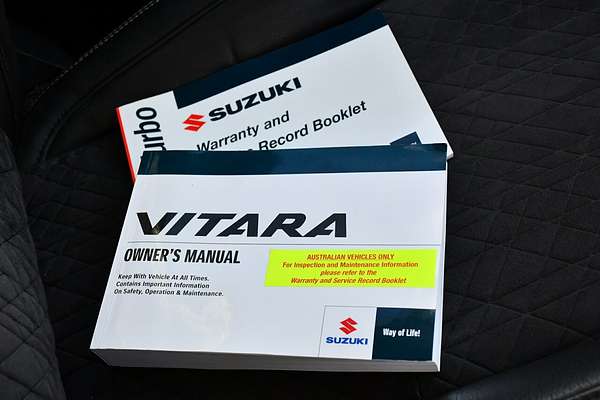 urbo
SUZUKI
Warranty and
Record Booklet
VITARA
OWNER'S MANUAL
Keep With Vehicle At All Times.
Contains Important Information
On Safety, Operation & Maintenance.
AUSTRALIAN VEHICLES ONLY
For Inspection and Maintenance Information
please refer to the
Warranty and Service Record Booklet
SUZUKI
Way of Life!